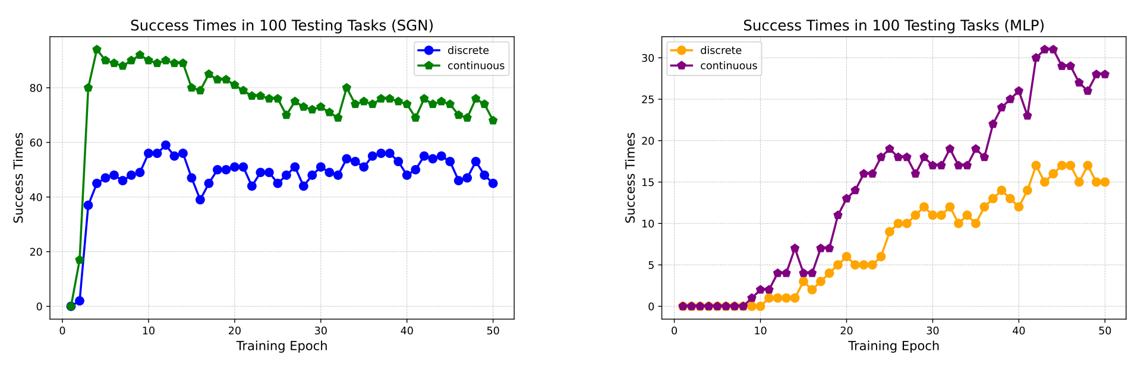 Success Times in 100 Testing Tasks (SGN)
discrete
continuous
Success Times
0
20
40
60
80
0
10
20
30
40
50
Training Epoch
Success Times in 100 Testing Tasks (MLP)
discrete
continuous
Success Times
0
5
10
15
20
25
30
0
10
20
30
40
50
Training Epoch